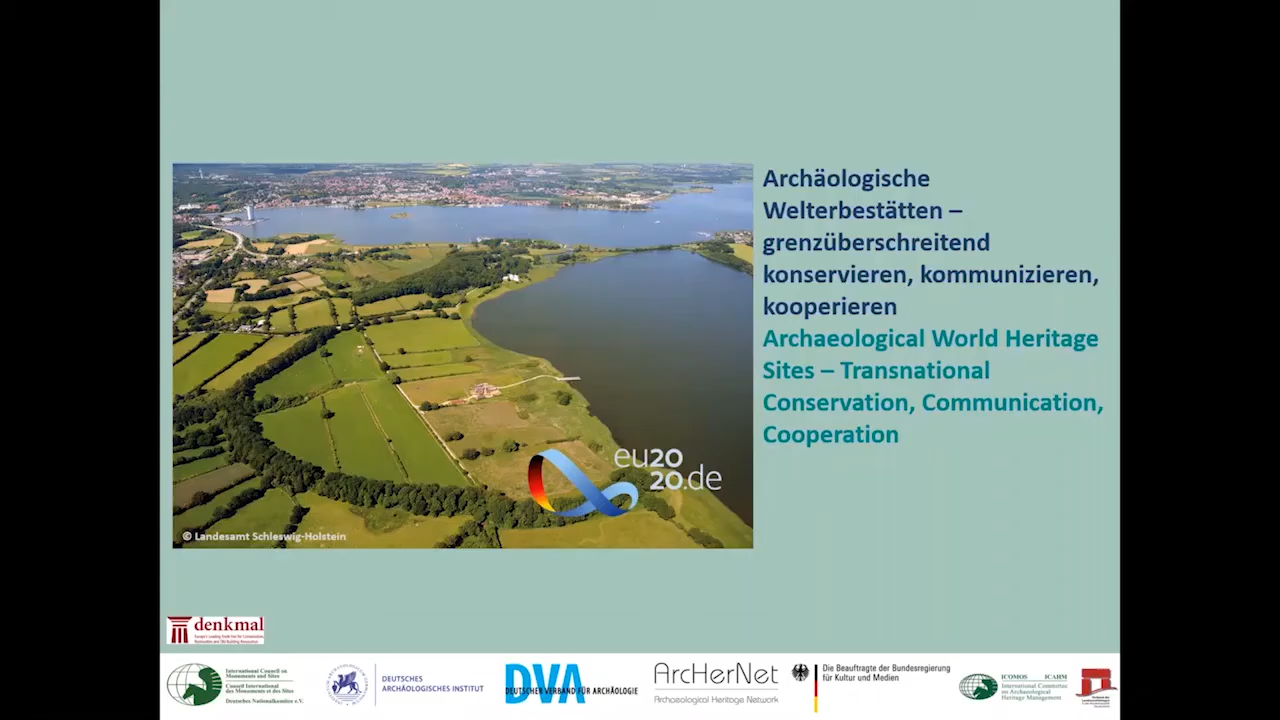 Archäologische
Welterbestätten –
grenzüberschreitend
konservieren, kommunizieren,
kooperieren
Archaeological World Heritage
Sites – Transnational
Conservation, Communication,
Cooperation
eu20
20.de
© Landesamt Schleswig-Holstein
denkmal
International Council on
Monuments and Sites
Conseil International
des Monuments et des Sites
Deutsches Nationalkomitee e.V.
DEUTSCHES
ARCHÄOLOGISCHES INSTITUT
DVA
DEUTSCHER VERBAND FÜR ARCHÄOLOGIE
ArcHerNet
Archaeological Heritage Network
Die Beauftragte der Bundesregierung
für Kultur und Medien
ICOMOS ICAHM
International Committee
on Archaeological
Heritage Management